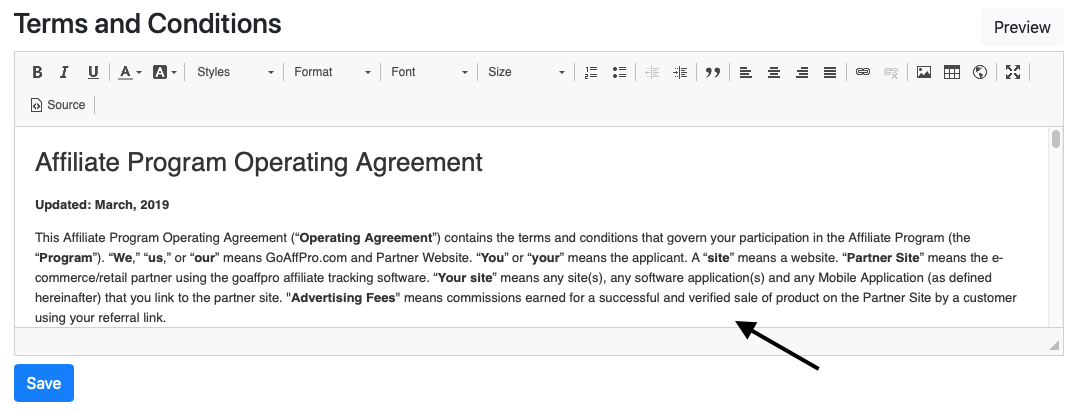 Terms and Conditions
Preview
B I U A A Styles Format Font Size
Source
Affiliate Program Operating Agreement
Updated: March, 2019
This Affiliate Program Operating Agreement (“Operating Agreement”) contains the terms and conditions that govern your participation in the Affiliate Program (the
“Program”). “We,” “us,” or “our” means GoAffPro.com and Partner Website. “You” or “your” means the applicant. A “site” means a website. “Partner Site” means the e-
commerce/retail partner using the goaffpro affiliate tracking software. “Your site” means any site(s), any software application(s) and any Mobile Application (as defined
hereinafter) that you link to the partner site. "Advertising Fees" means commissions earned for a successful and verified sale of product on the Partner Site by a customer
using your referral link.
Save